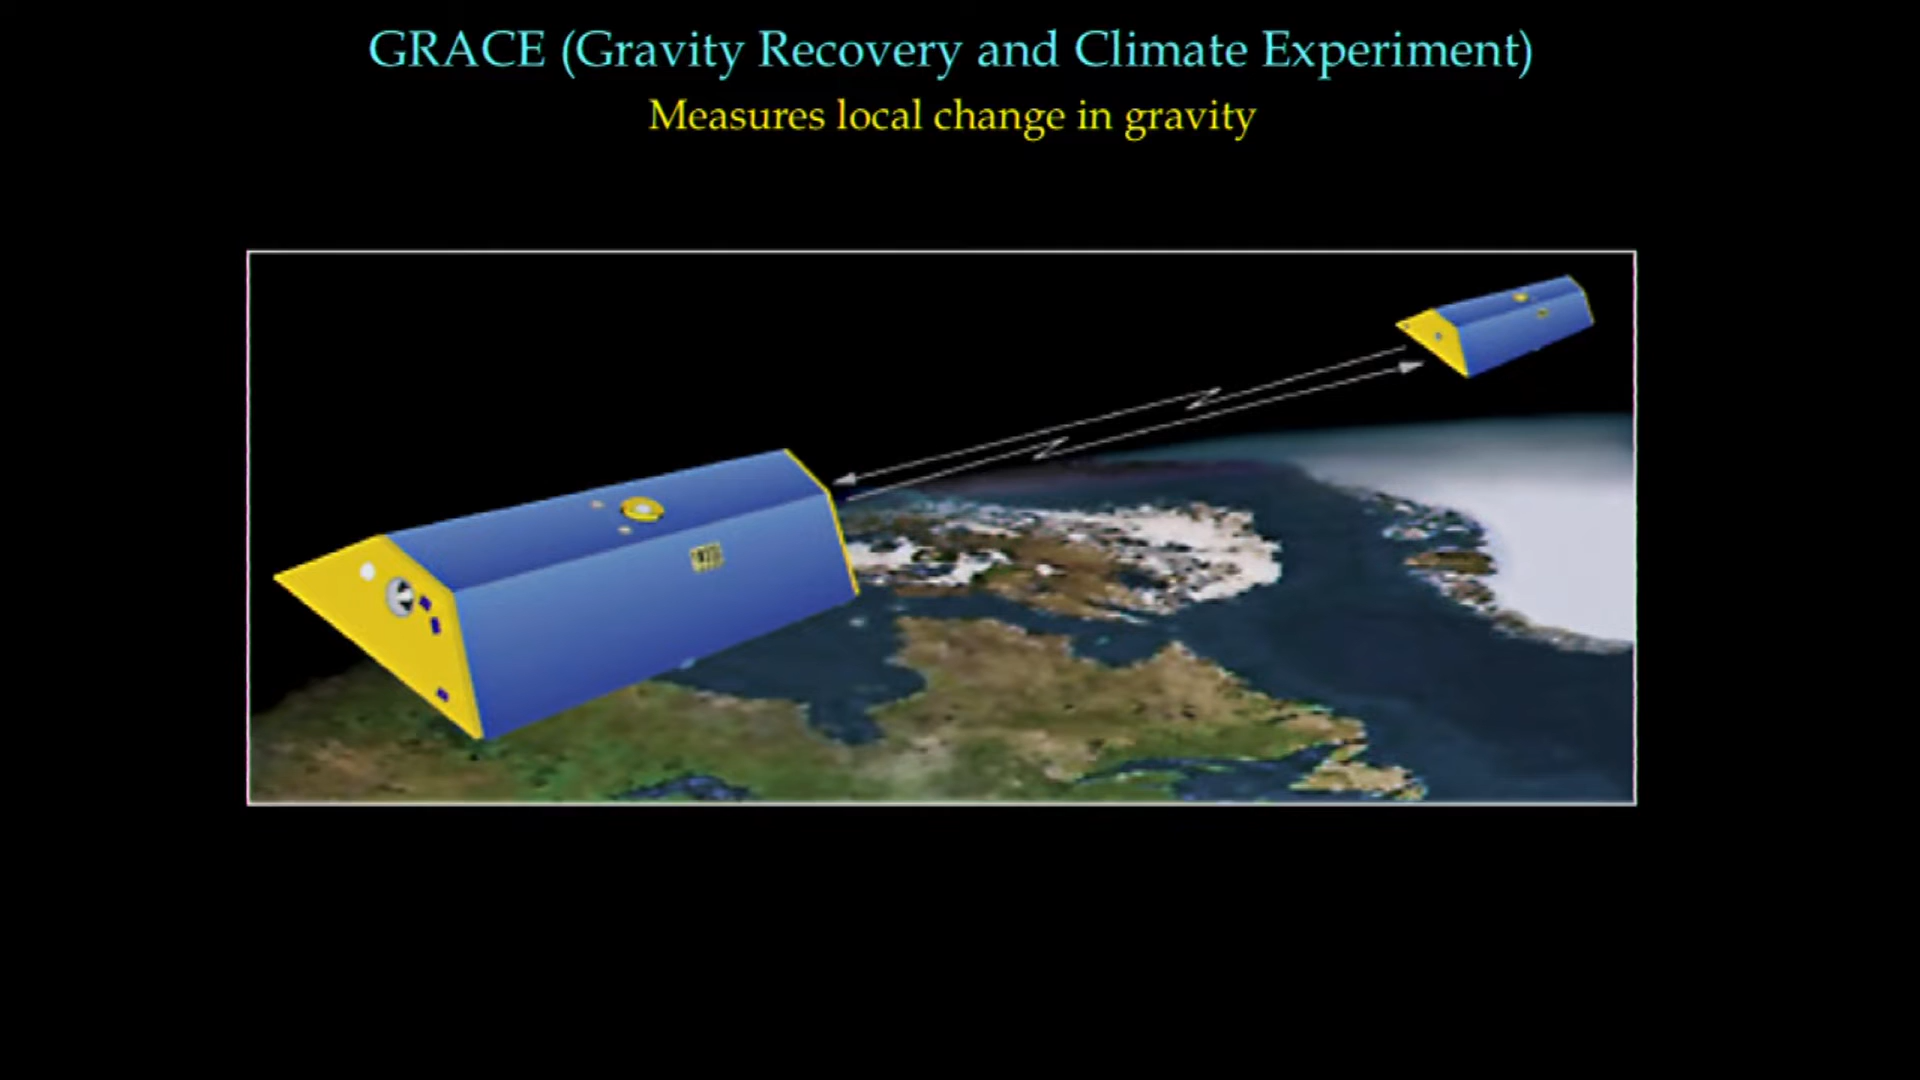 GRACE (Gravity Recovery and Climate Experiment)
Measures local change in gravity